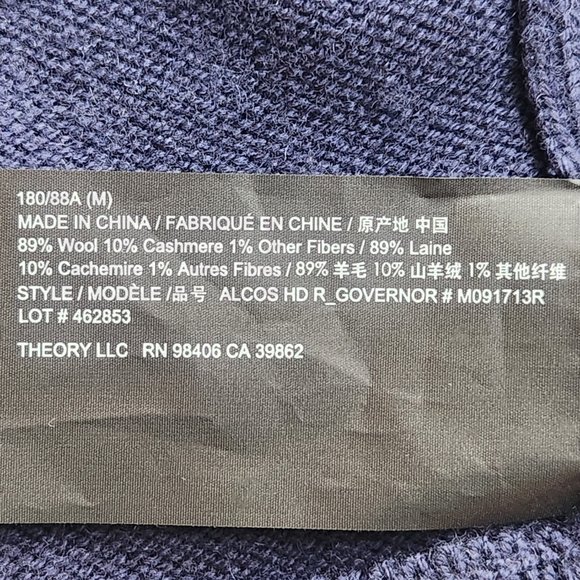 180/88A (M)
MADE IN CHINA / FABRIQUÉ EN CHINE / 原产地 中国
89% Wool 10% Cashmere 1% Other Fibers / 89% Laine
10% Cachemire 1% Autres Fibres / 89% 羊毛 10% 山羊绒 1% 其他纤维
STYLE / MODÈLE /品号 ALCOS HD R_GOVERNOR # M091713R
LOT # 462853
THEORY LLC RN 98406 CA 39862